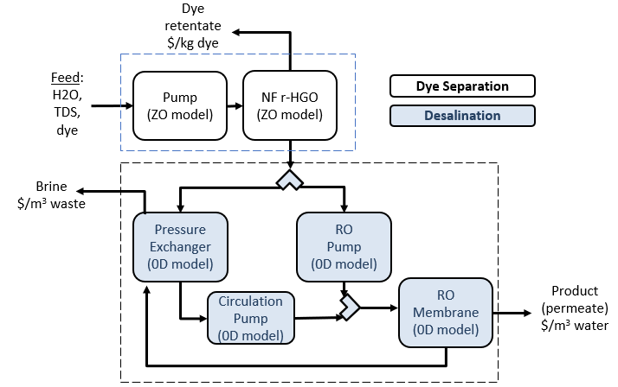 Dye
retentate
$/kg dye
Feed:
H2O,
TDS,
dye
Pump
(ZO model)
NF r-HGO
(ZO model)
Dye Separation
Desalination
Brine
$/m³ waste
Pressure
Exchanger
(0D model)
RO
Pump
(0D model)
Circulation
Pump
(0D model)
RO
Membrane
(0D model)
Product
(permeate)
$/m³ water